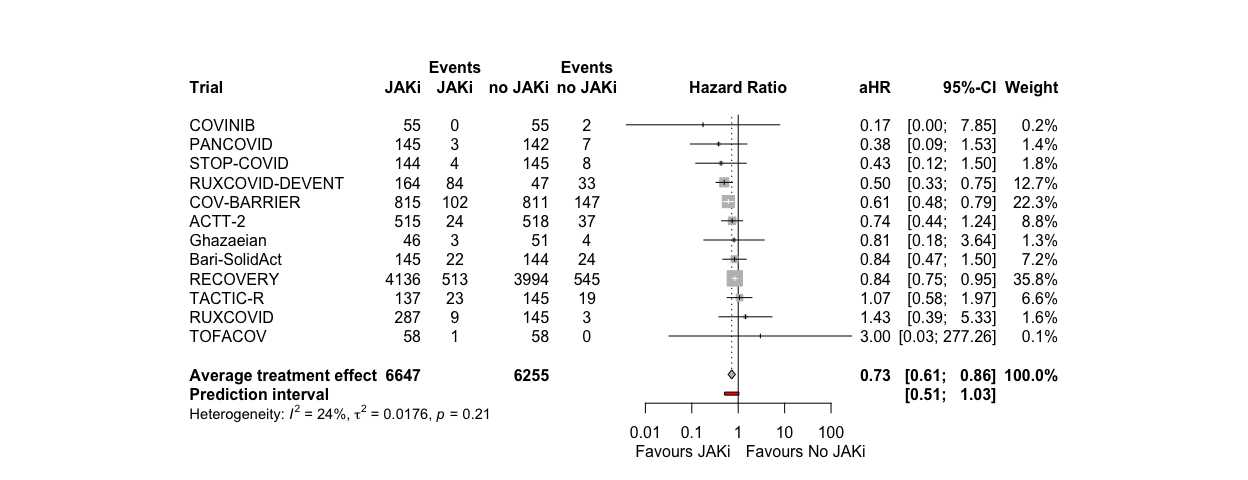 Events Events
Trial JAKi JAKi no JAKi no JAKi Hazard Ratio aHR 95%-CI Weight
COVINIB 55 0 55 2 0.17 [0.00; 7.85] 0.2%
PANCOVID 145 3 142 7 0.38 [0.09; 1.53] 1.4%
STOP-COVID 144 4 145 8 0.43 [0.12; 1.50] 1.8%
RUXCOVID-DEVENT 164 84 47 33 0.50 [0.33; 0.75] 12.7%
COV-BARRIER 815 102 811 147 0.61 [0.48; 0.79] 22.3%
ACTT-2 515 24 518 37 0.74 [0.44; 1.24] 8.8%
Ghazaeian 46 3 51 4 0.81 [0.18; 3.64] 1.3%
Bari-SolidAct 145 22 144 24 0.84 [0.47; 1.50] 7.2%
RECOVERY 4136 513 3994 545 0.84 [0.75; 0.95] 35.8%
TACTIC-R 137 23 145 19 1.07 [0.58; 1.97] 6.6%
RUXCOVID 287 9 145 3 1.43 [0.39; 5.33] 1.6%
TOFACOV 58 1 58 0 3.00 [0.03; 277.26] 0.1%
Average treatment effect 6647 6255 0.73 [0.61; 0.86] 100.0%
Prediction interval [0.51; 1.03]
Heterogeneity: I² = 24%, τ² = 0.0176, p = 0.21
0.01 0.1 1 10 100
Favours JAKi Favours No JAKi